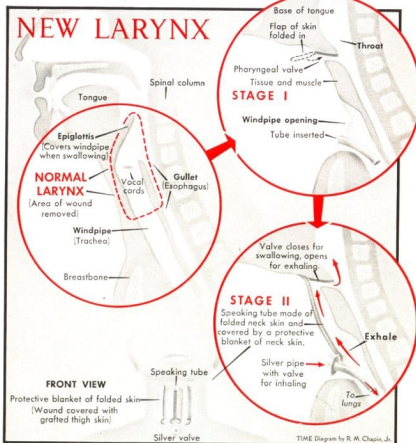 NEW LARYNX
Spinal column
Tongue
Epiglottis
(Covers windpipe
when swallowing)
NORMAL
LARYNX
(Area of wound
removed)
Vocal
cords
Gullet
(Esophagus)
Windpipe
(Trachea)
Breastbone
Base of tongue
Flap of skin
folded in
Throat
Pharyngeal valve
Tissue and muscle
STAGE I
Windpipe opening
Tube inserted
Valve closes for
swallowing, opens
for exhaling.
STAGE II
Speaking tube made of
folded neck skin and
covered by a protective
blanket of neck skin.
Exhale
Silver pipe
with valve
for inhaling
To
lungs
FRONT VIEW
Speaking tube
Protective blanket of folded skin
(Wound covered with
grafted thigh skin)
Silver valve
TIME Diagram by R. M. Chapin, Jr.